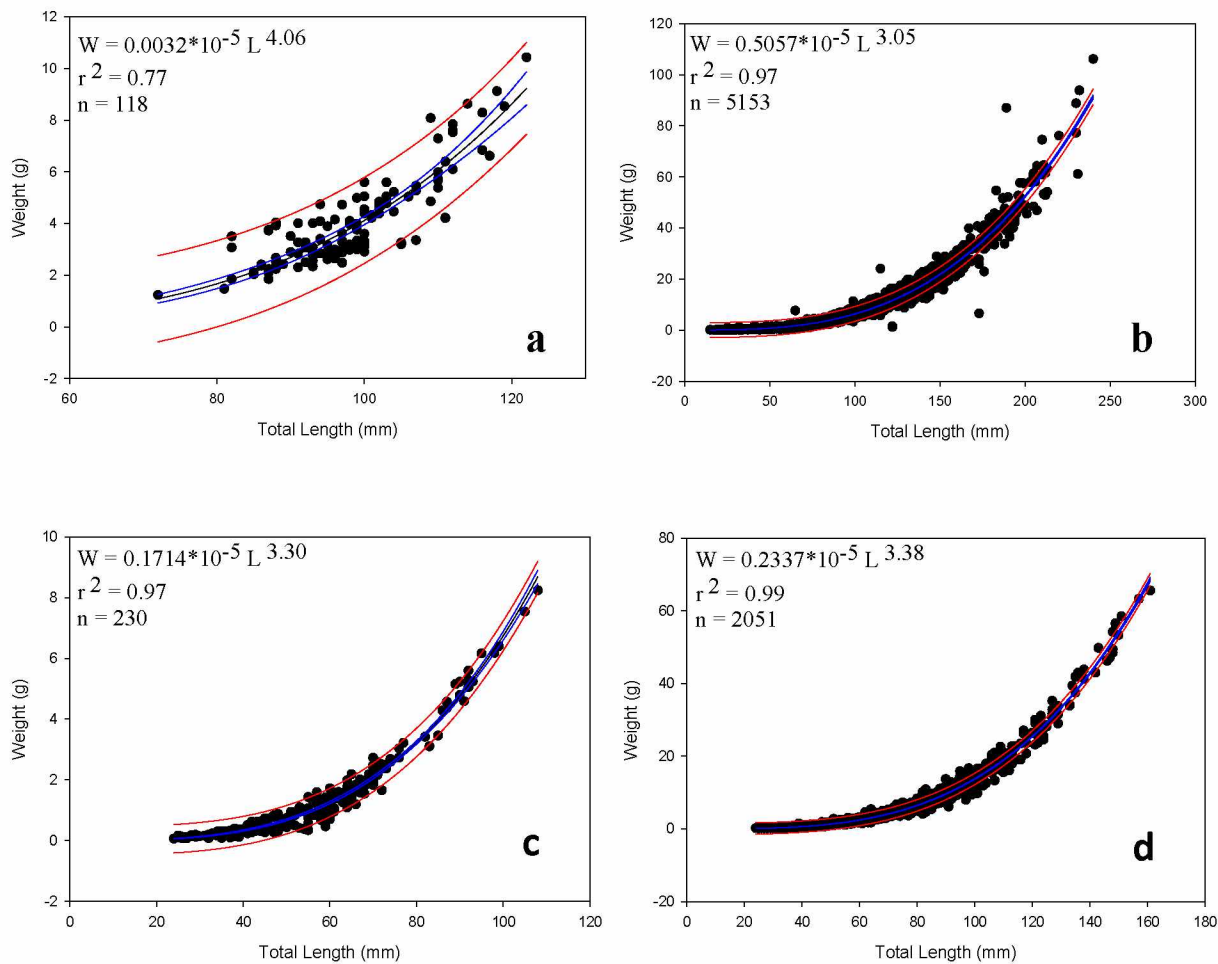 W = 0.0032*10-5 L 4.06
r 2 = 0.77
n = 118
12
10
8
6
4
2
0
-2
Weight (g)
a
60 80 100 120
Total Length (mm)
W = 0.5057*10-5 L 3.05
r 2 = 0.97
n = 5153
120
100
80
60
40
20
0
-20
Weight (g)
b
0 50 100 150 200 250 300
Total Length (mm)
W = 0.1714*10-5 L 3.30
r 2 = 0.97
n = 230
10
8
6
4
2
0
-2
Weight (g)
c
0 20 40 60 80 100 120
Total Length (mm)
W = 0.2337*10-5 L 3.38
r 2 = 0.99
n = 2051
80
60
40
20
0
-20
Weight (g)
d
0 20 40 60 80 100 120 140 160 180
Total Length (mm)